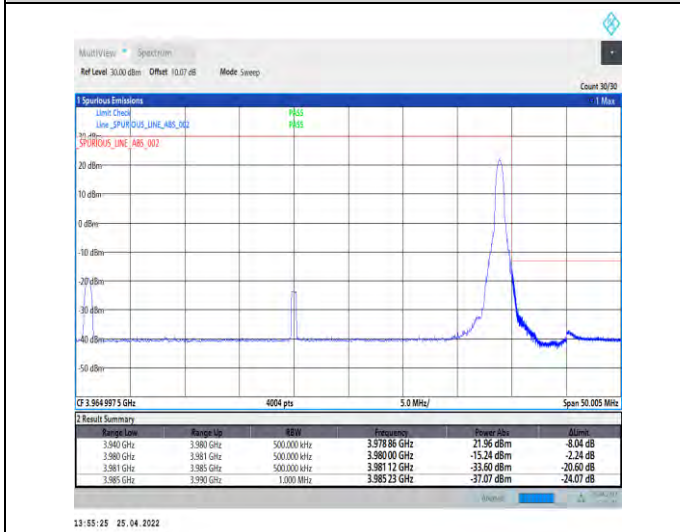 MultiView Spectrum
Ref Level 30.00 dBm Offset 10.07 dB Mode Sweep
Count 30/30
1 Spurious Emissions 1 Max
Limit Check PASS
Line _SPURIOUS_LINE_ABS_002 PASS
30 dBm
_SPURIOUS_LINE_ABS_002
20 dBm
10 dBm
0 dBm
-10 dBm
-20 dBm
-30 dBm
-40 dBm
-50 dBm
CF 3.964 997 5 GHz 4004 pts 5.0 MHz/ Span 50.005 MHz
2 Result Summary
Range Low Range Up RBW Frequency Power Abs ΔLimit
3.940 GHz 3.980 GHz 500.000 kHz 3.978 86 GHz 21.96 dBm -8.04 dB
3.980 GHz 3.981 GHz 500.000 kHz 3.980 00 GHz -15.24 dBm -2.24 dB
3.981 GHz 3.985 GHz 500.000 kHz 3.981 12 GHz -33.60 dBm -20.60 dB
3.985 GHz 3.990 GHz 1.000 MHz 3.985 23 GHz -37.07 dBm -24.07 dB
13:55:25 25.04.2022